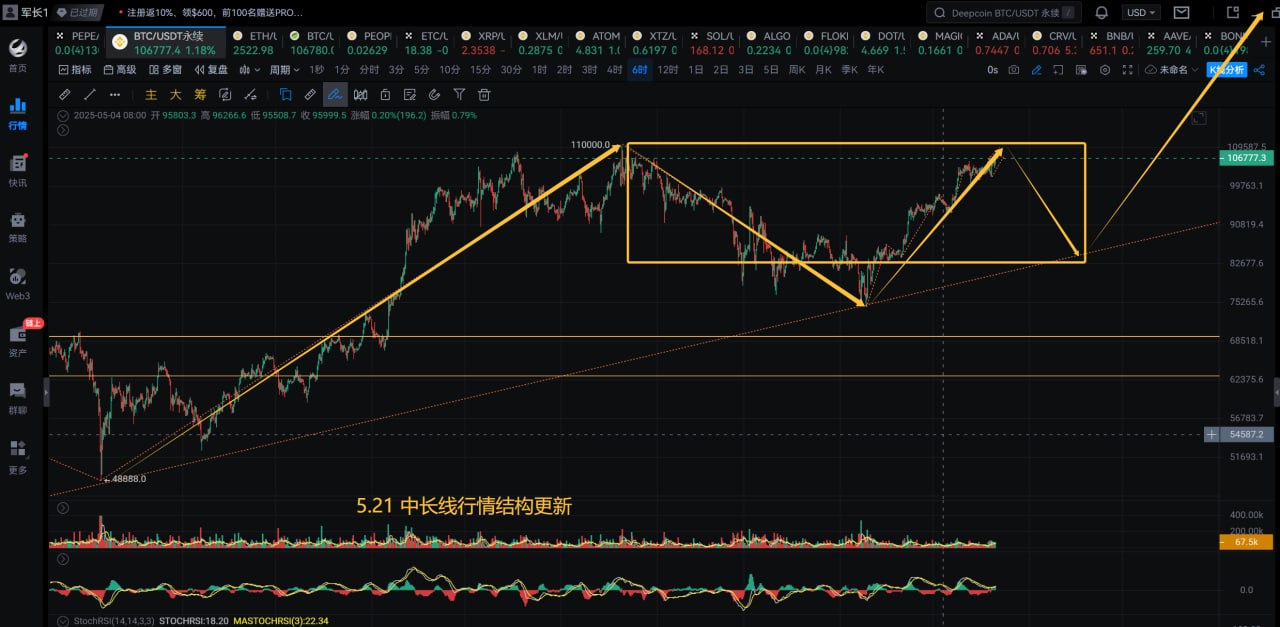 军长1 已过期 注册返10%、领$600，前100名赠送PRO...
Deepcoin BTC/USDT 永续 / USD
PEPE/ BTC/USDT永续 ETH/ BTC/U PEOPI ETC/L XRP/U XLM/U ATOM XTZ/U SOL/U ALGO FLOKI DOT/U MAGI ADA/U CRV/U BNB/U AAVE/ BON
0.0{4}13 106777.4 1.18% 2522.98 106780. 0.02629 18.38 -0 2.3538 - 0.2875 0 4.831 1. 0.6197 0 168.12 0 0.2234 0 0.0{4}98 4.669 1. 0.1661 0 0.7447 0 0.706 5. 651.1 0. 259.70 4
指标 高级 多窗 复盘 周期 1秒 1分 分时 3分 5分 10分 15分 30分 1时 2时 3时 4时 6时 12时 1日 2日 3日 5日 周K 月K 季K 年K 0s 未命名 K线分析
主 大 筹
首页
行情
快讯
策略
Web3
链上
资产
群聊
更多
2025-05-04 08:00 开 95803.3 高 96266.6 低 95508.7 收 95999.5 涨幅 0.20%(196.2) 振幅 0.79%
110000.0
109587.5
106777.3
99763.1
90819.4
82677.6
75265.6
68518.1
62375.6
56783.7
54587.2
51693.1
48888.0
5.21 中长线行情结构更新
400.00k
200.00k
67.5k
0.0
StochRSI(14,14,3,3) STOCHRSI:18.20 MASTOCHRSI(3):22.34